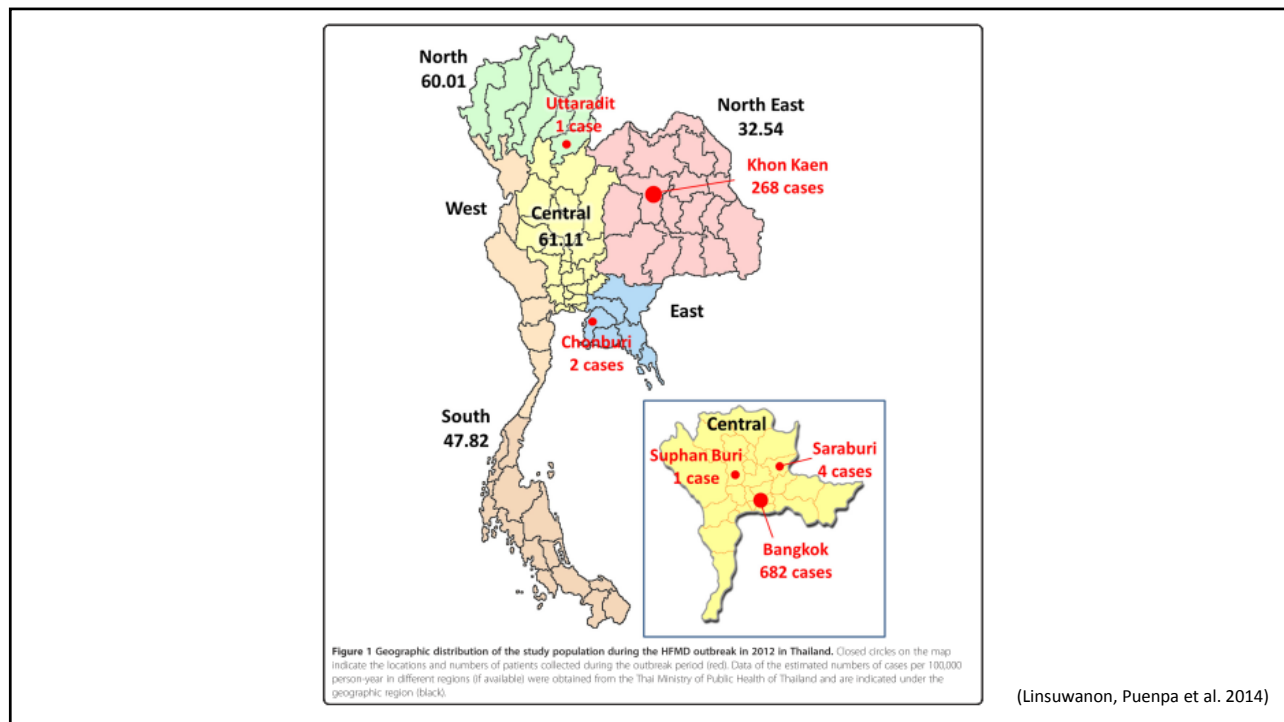 North
60.01
Uttaradit
1 case
North East
32.54
Khon Kaen
268 cases
West
Central
61.11
East
Chonburi
2 cases
South
47.82
Central
Suphan Buri
1 case
Saraburi
4 cases
Bangkok
682 cases
Figure 1 Geographic distribution of the study population during the HFMD outbreak in 2012 in Thailand. Closed circles on the map
indicate the locations and numbers of patients collected during the outbreak period (red). Data of the estimated numbers of cases per 100,000
person-year in different regions (if available) were obtained from the Thai Ministry of Public Health of Thailand and are indicated under the
geographic region (black).
(Linsuwanon, Puenpa et al. 2014)